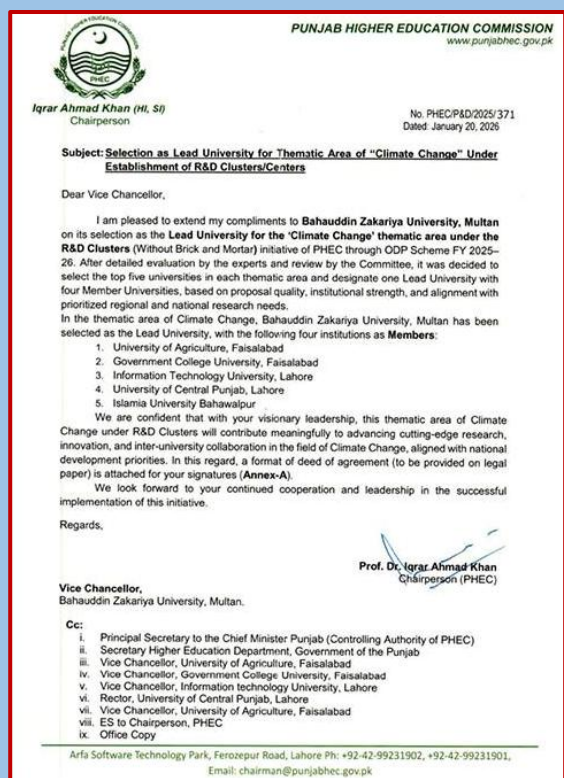 PUNJAB HIGHER EDUCATION COMMISSION
www.punjabhec.gov.pk
PUNJAB HIGHER EDUCATION COMMISSION
PHEC
Iqrar Ahmad Khan (HI, SI)
Chairperson
No. PHEC/P&D/2025/371
Dated: January 20, 2026
Subject: Selection as Lead University for Thematic Area of “Climate Change” Under
Establishment of R&D Clusters/Centers
Dear Vice Chancellor,
I am pleased to extend my compliments to Bahauddin Zakariya University, Multan
on its selection as the Lead University for the ‘Climate Change’ thematic area under the
R&D Clusters (Without Brick and Mortar) initiative of PHEC through ODP Scheme FY 2025–
26. After detailed evaluation by the experts and review by the Committee, it was decided to
select the top five universities in each thematic area and designate one Lead University with
four Member Universities, based on proposal quality, institutional strength, and alignment with
prioritized regional and national research needs.
In the thematic area of Climate Change, Bahauddin Zakariya University, Multan has been
selected as the Lead University, with the following four institutions as Members:
1. University of Agriculture, Faisalabad
2. Government College University, Faisalabad
3. Information Technology University, Lahore
4. University of Central Punjab, Lahore
5. Islamia University Bahawalpur
We are confident that with your visionary leadership, this thematic area of Climate
Change under R&D Clusters will contribute meaningfully to advancing cutting-edge research,
innovation, and inter-university collaboration in the field of Climate Change, aligned with national
development priorities. In this regard, a format of deed of agreement (to be provided on legal
paper) is attached for your signatures (Annex-A).
We look forward to your continued cooperation and leadership in the successful
implementation of this initiative.
Regards,
Prof. Dr. Iqrar Ahmad Khan
Chairperson (PHEC)
Vice Chancellor,
Bahauddin Zakariya University, Multan.
Cc:
i. Principal Secretary to the Chief Minister Punjab (Controlling Authority of PHEC)
ii. Secretary Higher Education Department, Government of the Punjab
iii. Vice Chancellor, University of Agriculture, Faisalabad
iv. Vice Chancellor, Government College University, Faisalabad
v. Vice Chancellor, Information technology University, Lahore
vi. Rector, University of Central Punjab, Lahore
vii. Vice Chancellor, University of Agriculture, Faisalabad
viii. ES to Chairperson, PHEC
ix. Office Copy
Arfa Software Technology Park, Ferozepur Road, Lahore Ph: +92-42-99231902, +92-42-99231901,
Email: chairman@punjabhec.gov.pk